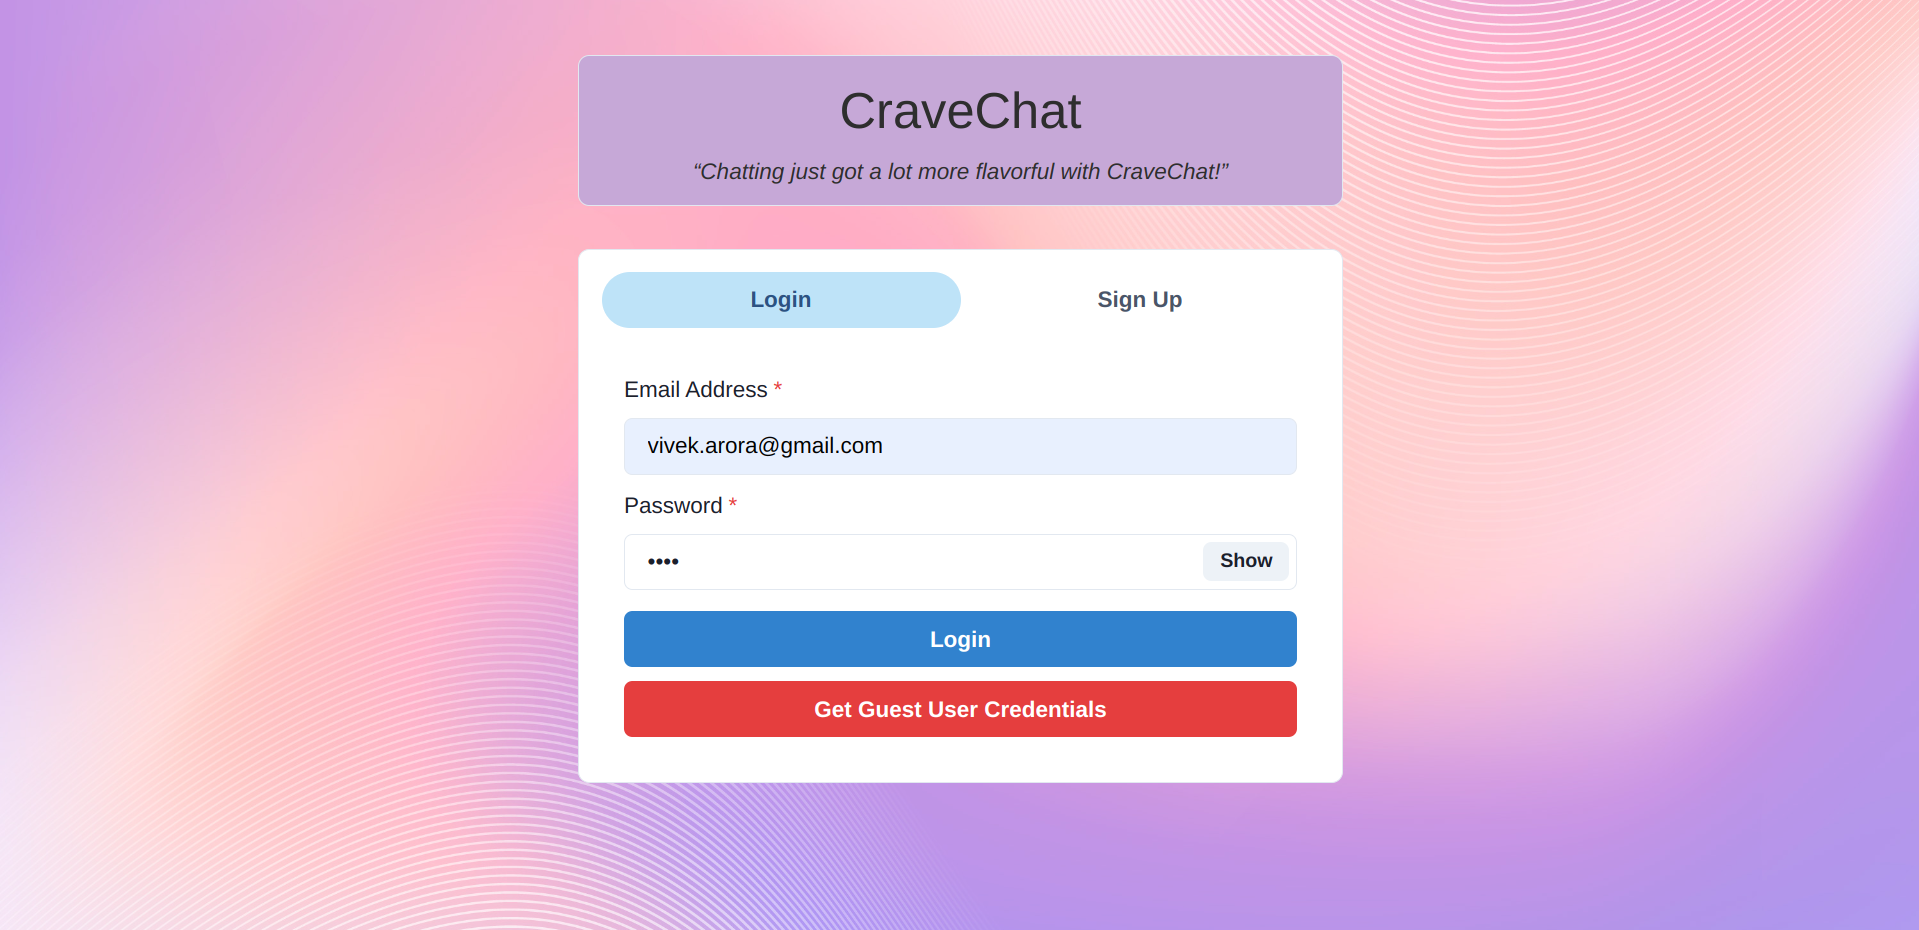 CraveChat
“Chatting just got a lot more flavorful with CraveChat!”
Login Sign Up
Email Address *
vivek.arora@gmail.com
Password *
••••
Show
Login
Get Guest User Credentials